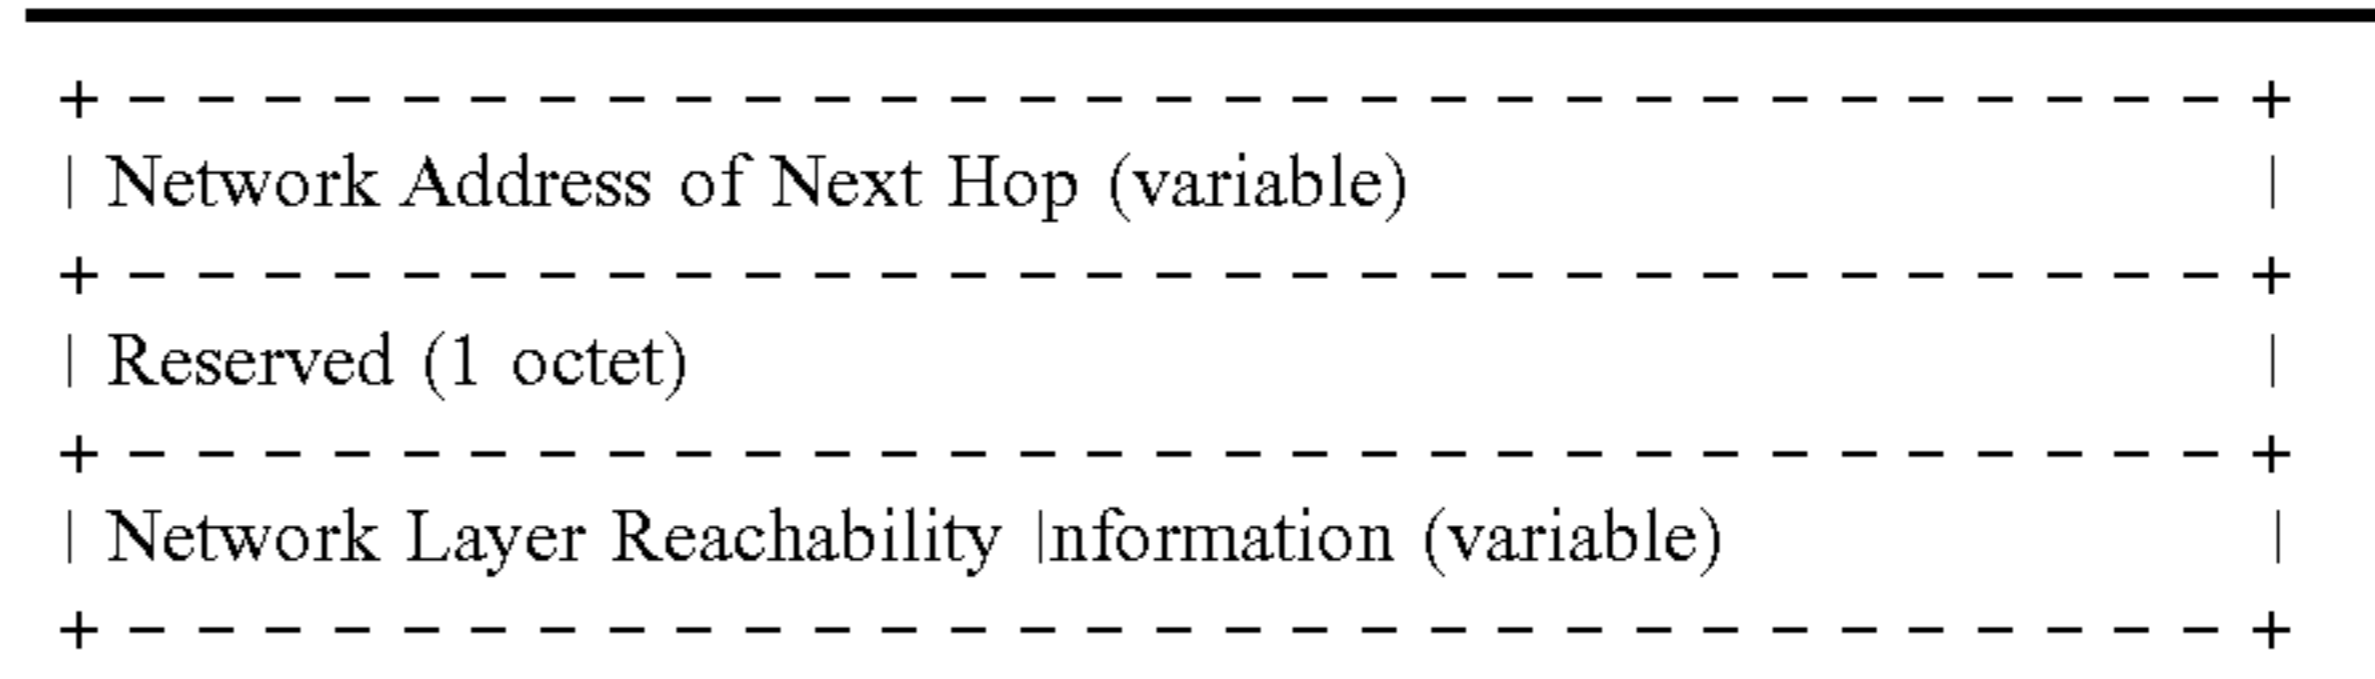 + - - - - - - - - - - - - - - - - - - - - - - - - - - - - - - - +
| Network Address of Next Hop (variable) |
+ - - - - - - - - - - - - - - - - - - - - - - - - - - - - - - - +
| Reserved (1 octet) |
+ - - - - - - - - - - - - - - - - - - - - - - - - - - - - - - - +
| Network Layer Reachability |nformation (variable) |
+ - - - - - - - - - - - - - - - - - - - - - - - - - - - - - - - +